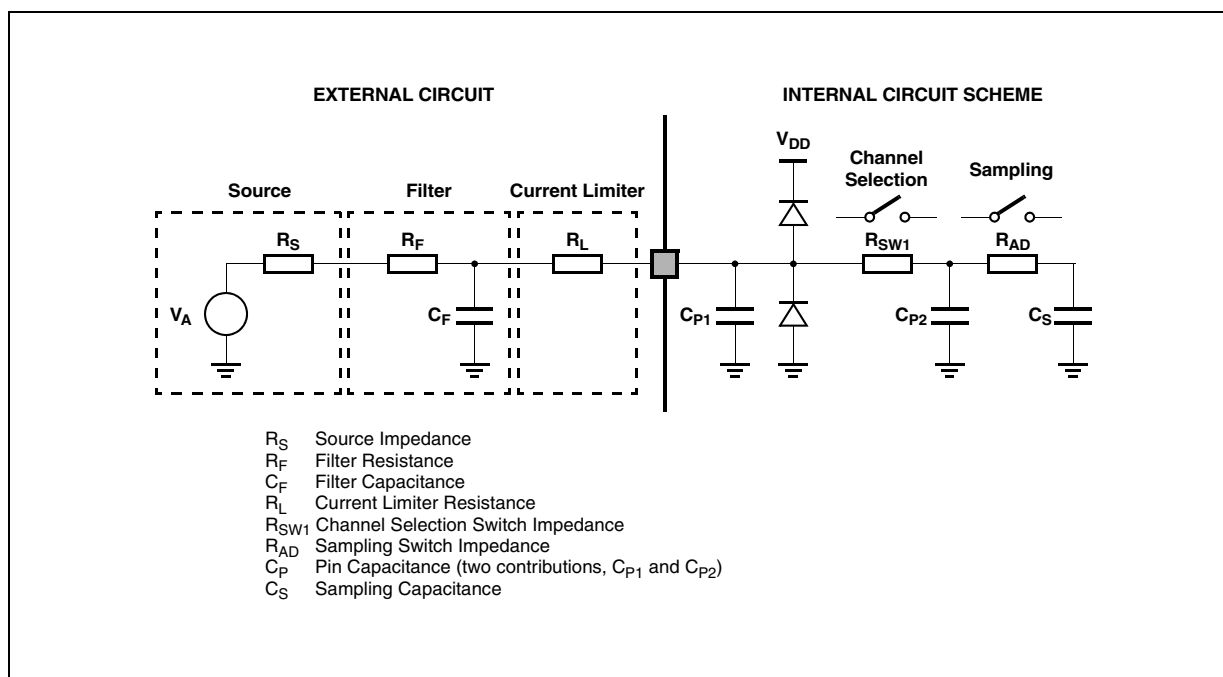 EXTERNAL CIRCUIT
INTERNAL CIRCUIT SCHEME
VDD
Channel
Selection
Sampling
Source
Filter
Current Limiter
RS
RF
RL
RSW1
RAD
VA
CF
CP1
CP2
CS
RS Source Impedance
RF Filter Resistance
CF Filter Capacitance
RL Current Limiter Resistance
RSW1 Channel Selection Switch Impedance
RAD Sampling Switch Impedance
CP Pin Capacitance (two contributions, CP1 and CP2)
CS Sampling Capacitance